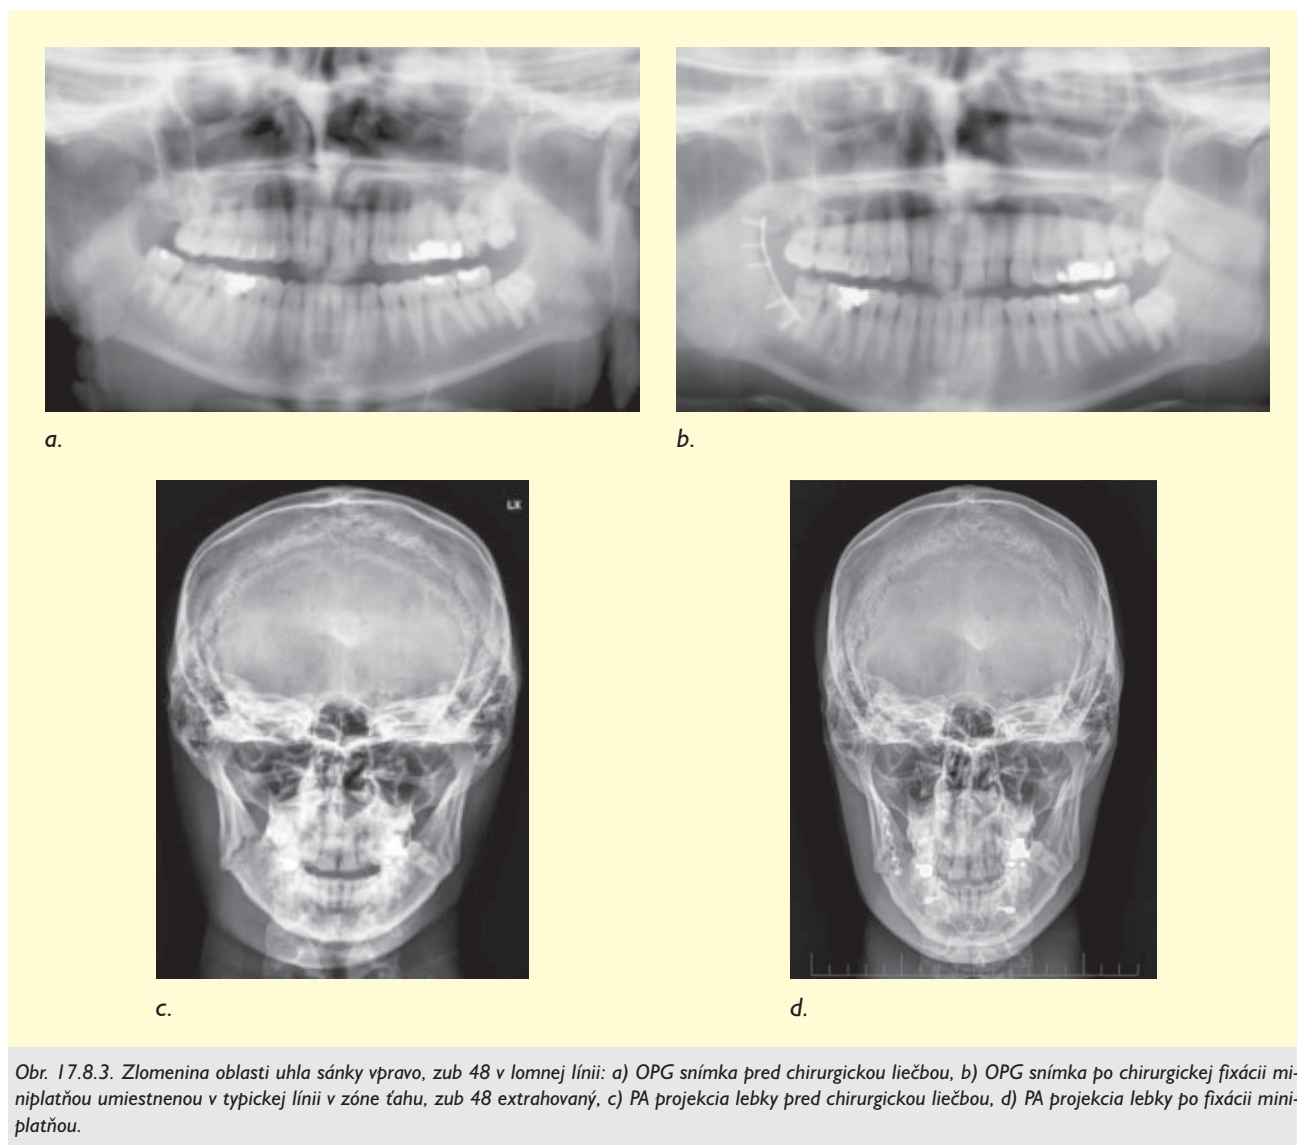 a.
b.
LX
c.
d.
Obr. 17.8.3. Zlomenina oblasti uhla sánky vpravo, zub 48 v lomnej línii: a) OPG snímka pred chirurgickou liečbou, b) OPG snímka po chirurgickej fixácii mi-
niplatňou umiestnenou v typickej línii v zóne ťahu, zub 48 extrahovaný, c) PA projekcia lebky pred chirurgickou liečbou, d) PA projekcia lebky po fixácii mini-
platňou.